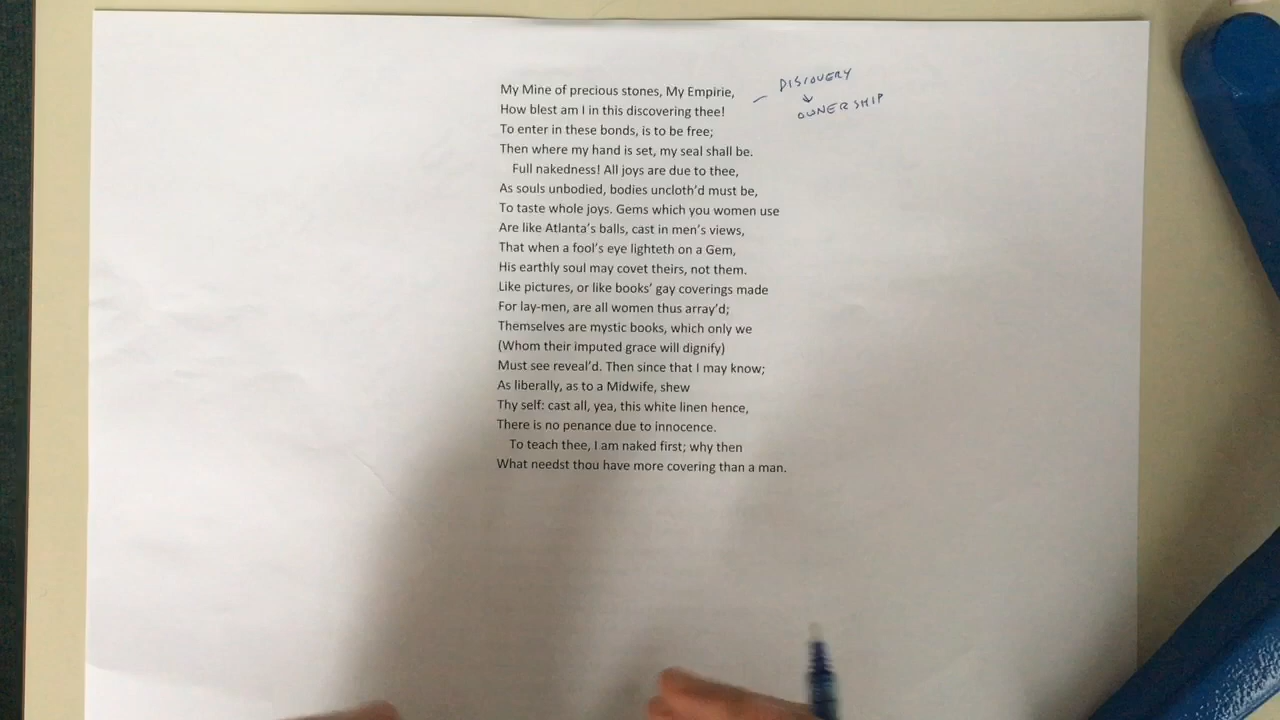 My Mine of precious stones, My Empirie,
How blest am I in this discovering thee!
To enter in these bonds, is to be free;
Then where my hand is set, my seal shall be.
Full nakedness! All joys are due to thee,
As souls unbodied, bodies uncloth'd must be,
To taste whole joys. Gems which you women use
Are like Atlanta's balls, cast in men's views,
That when a fool's eye lighteth on a Gem,
His earthly soul may covet theirs, not them.
Like pictures, or like books' gay coverings made
For lay-men, are all women thus array'd;
Themselves are mystic books, which only we
(Whom their imputed grace will dignify)
Must see reveal'd. Then since that I may know;
As liberally, as to a Midwife, shew
Thy self: cast all, yea, this white linen hence,
There is no penance due to innocence.
To teach thee, I am naked first; why then
What needst thou have more covering than a man.
DISCOVERY
OWNERSHIP